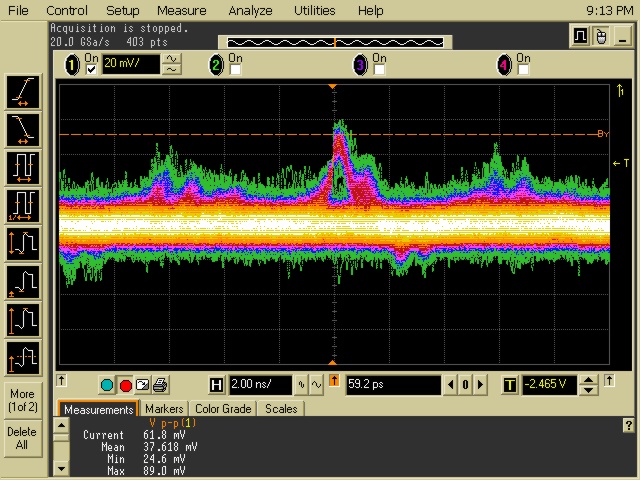 File Control Setup Measure Analyze Utilities Help 9:13 PM
Acquisition is stopped.
20.0 GSa/s 403 pts
1 On 20 mV/ 2 On 3 On 4 On
By
T
More
(1of 2)
Delete
All
H 2.00 ns/ 59.2 ps 0 T -2.465 V
Measurements Markers Color Grade Scales
V p-p(1)
Current 61.8 mV
Mean 37.618 mV
Min 24.6 mV
Max 89.0 mV
?